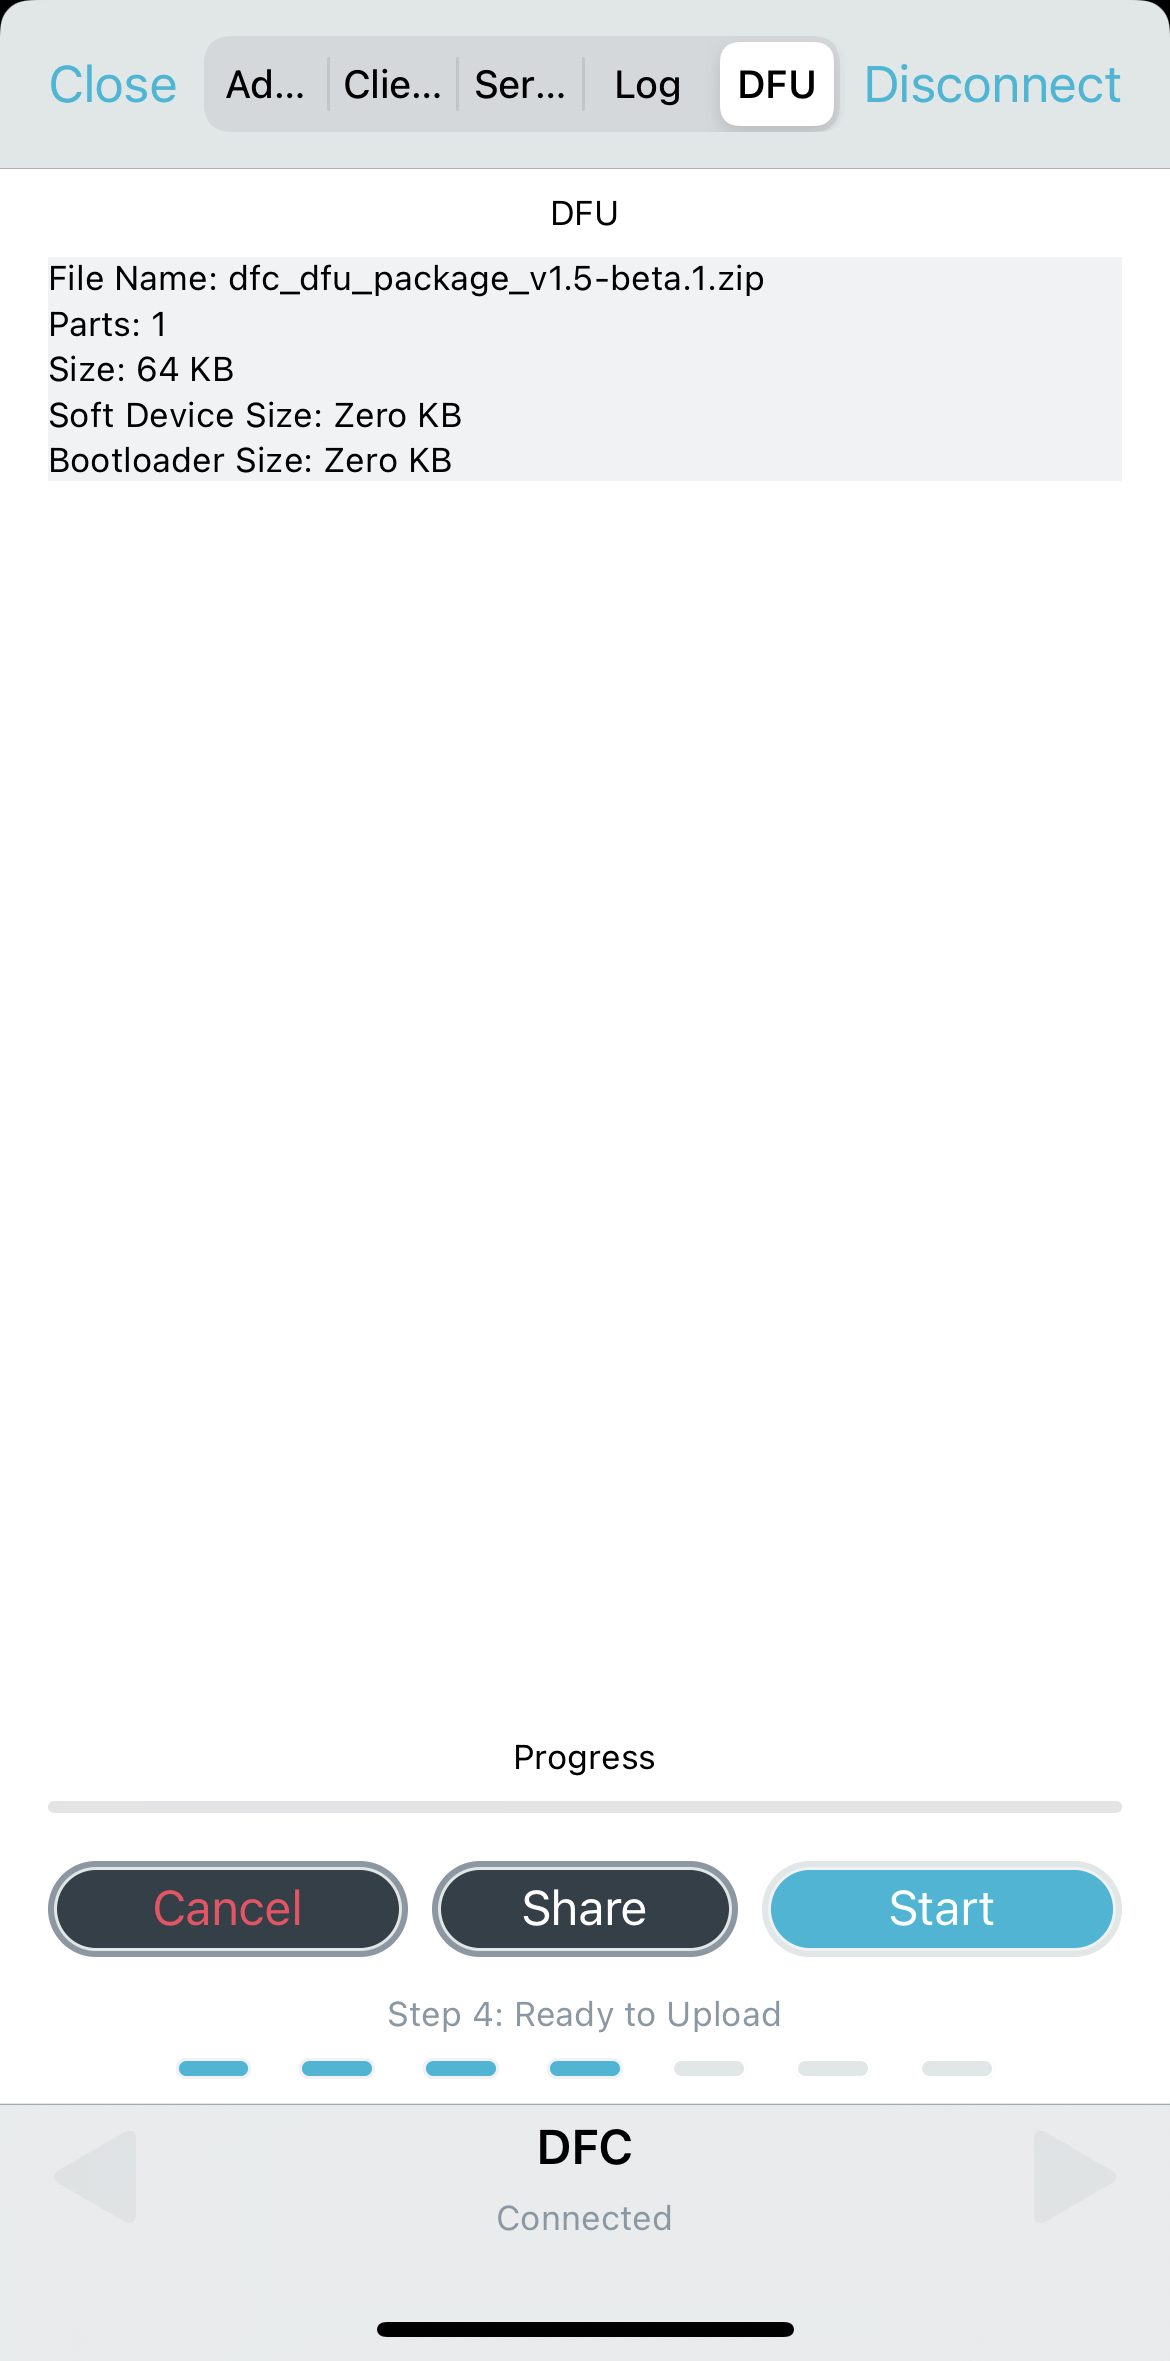 Close Ad... Clie... Ser... Log DFU Disconnect
DFU
File Name: dfc_dfu_package_v1.5-beta.1.zip
Parts: 1
Size: 64 KB
Soft Device Size: Zero KB
Bootloader Size: Zero KB
Progress
Cancel Share Start
Step 4: Ready to Upload
DFC
Connected